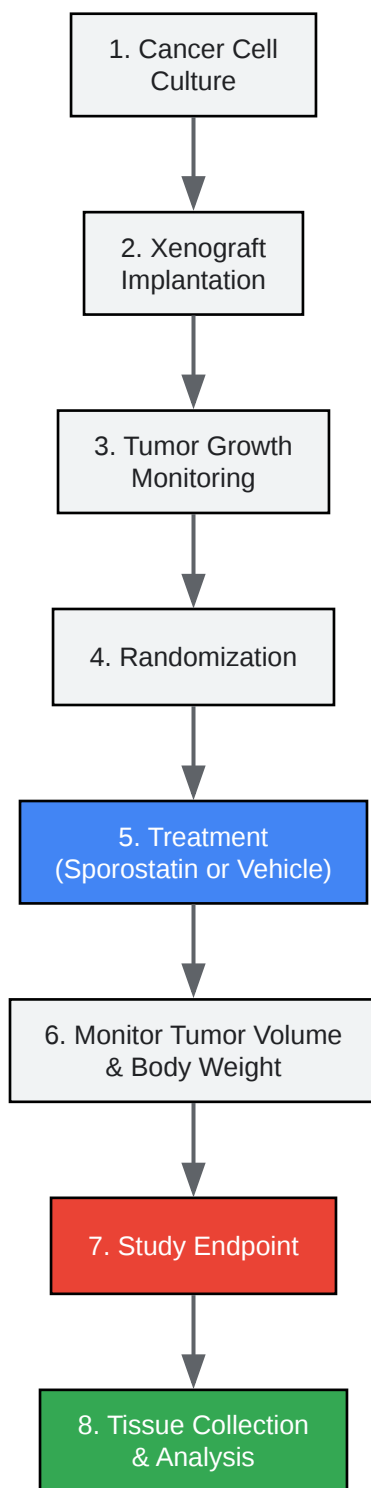 1. Cancer Cell
Culture
2. Xenograft
Implantation
3. Tumor Growth
Monitoring
4. Randomization
5. Treatment
(Sporostatin or Vehicle)
6. Monitor Tumor Volume
& Body Weight
7. Study Endpoint
8. Tissue Collection
& Analysis